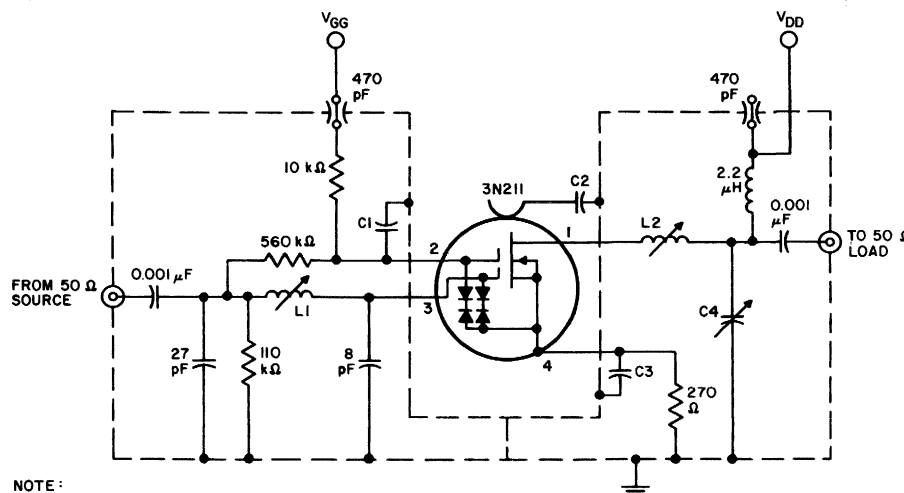 VGG
VDD
470
pF
470
pF
10 kΩ
C1
3N211
C2
2.2
μH
0.001
μF
1
L2
2
560 kΩ
0.001 μF
TO 50 Ω
LOAD
FROM 50 Ω
SOURCE
L1
3
C4
27
pF
110
kΩ
8
pF
4
C3
270
Ω
NOTE: